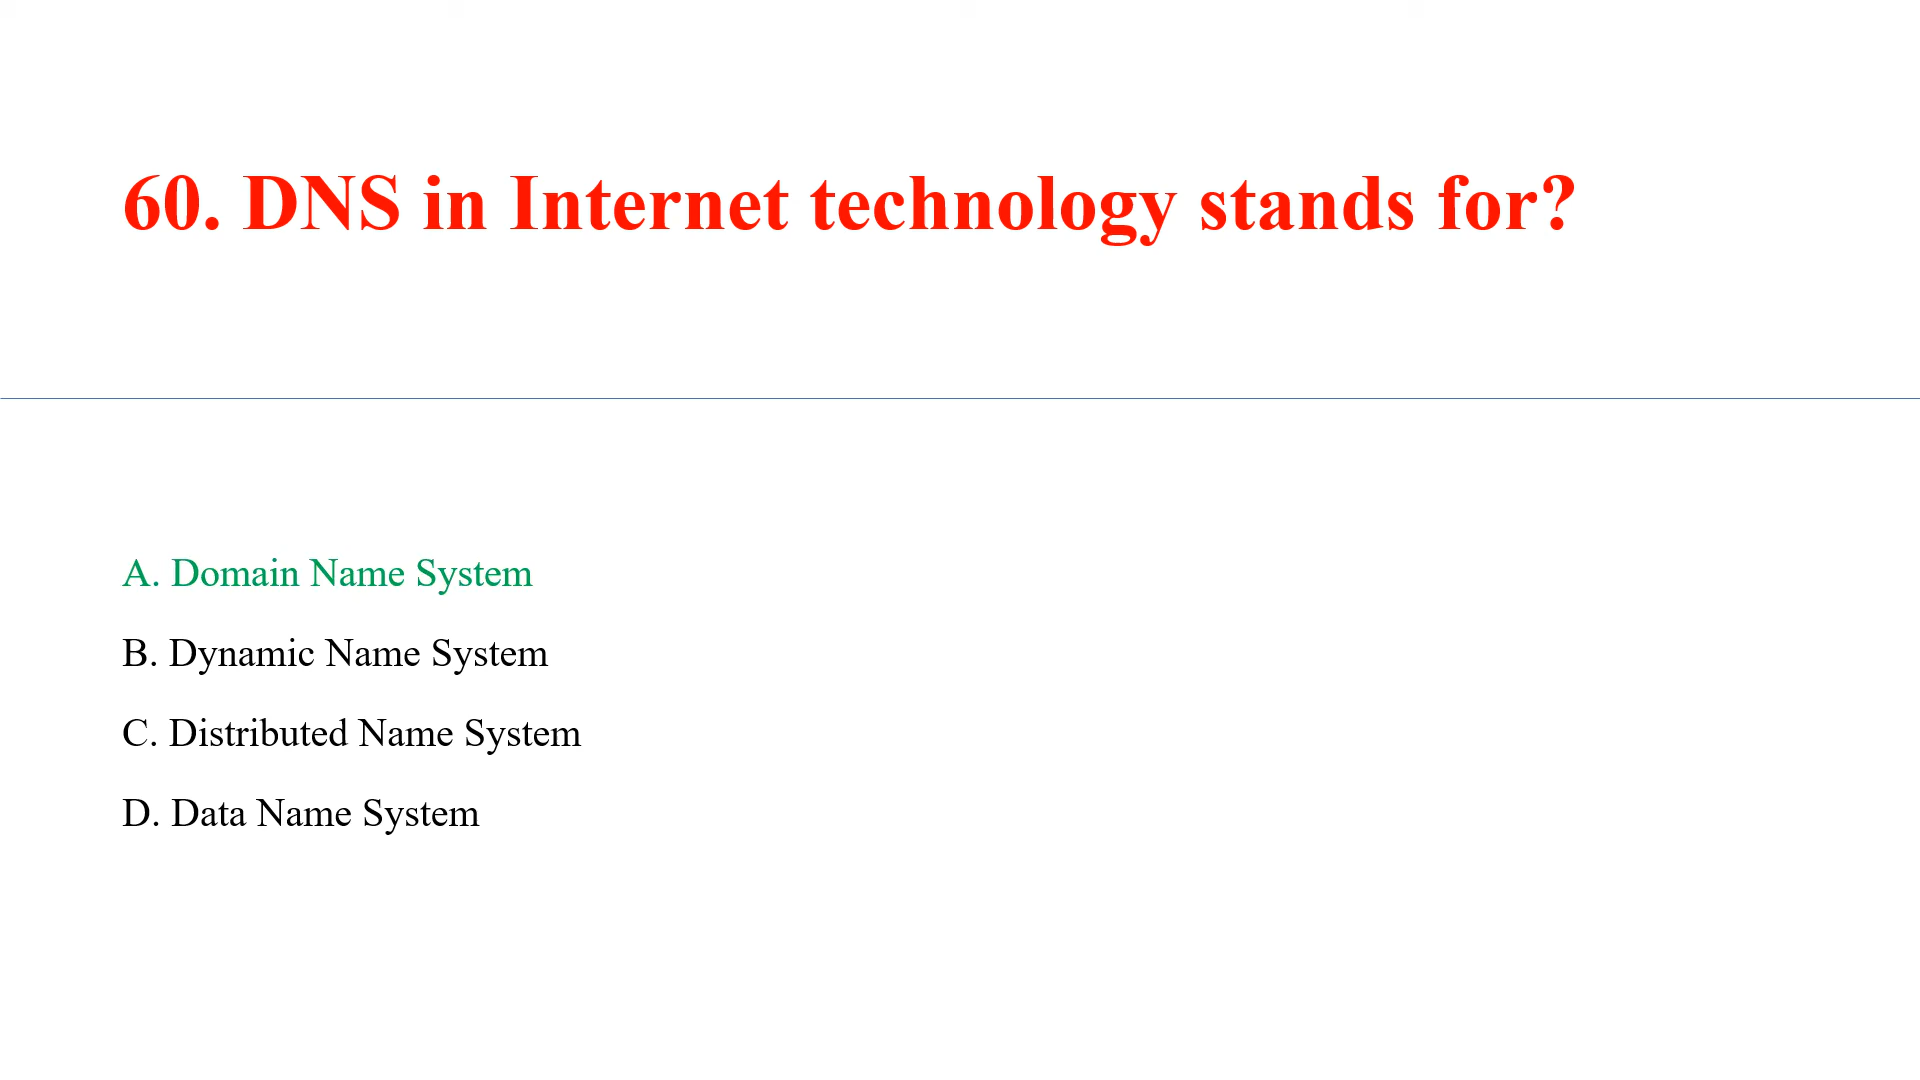 60. DNS in Internet technology stands for?
A. Domain Name System
B. Dynamic Name System
C. Distributed Name System
D. Data Name System